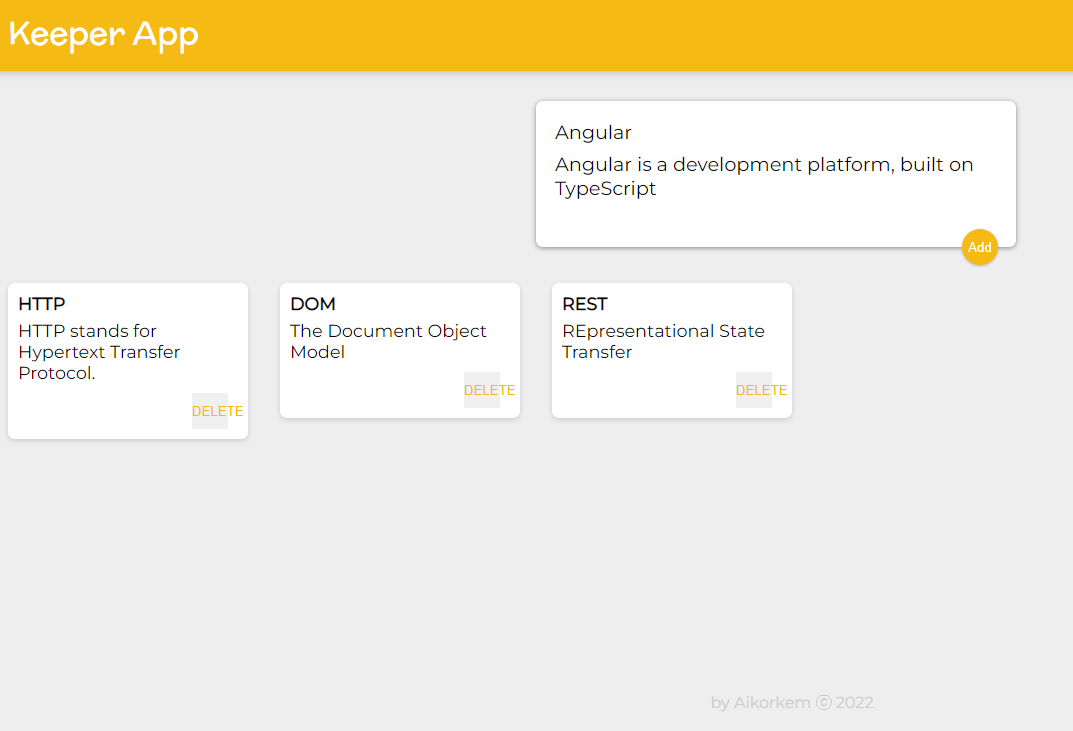 Keeper App
Angular
Angular is a development platform, built on
TypeScript
Add
HTTP
HTTP stands for
Hypertext Transfer
Protocol.
DELETE
DOM
The Document Object
Model
DELETE
REST
REpresentational State
Transfer
DELETE
by Aikorkem © 2022